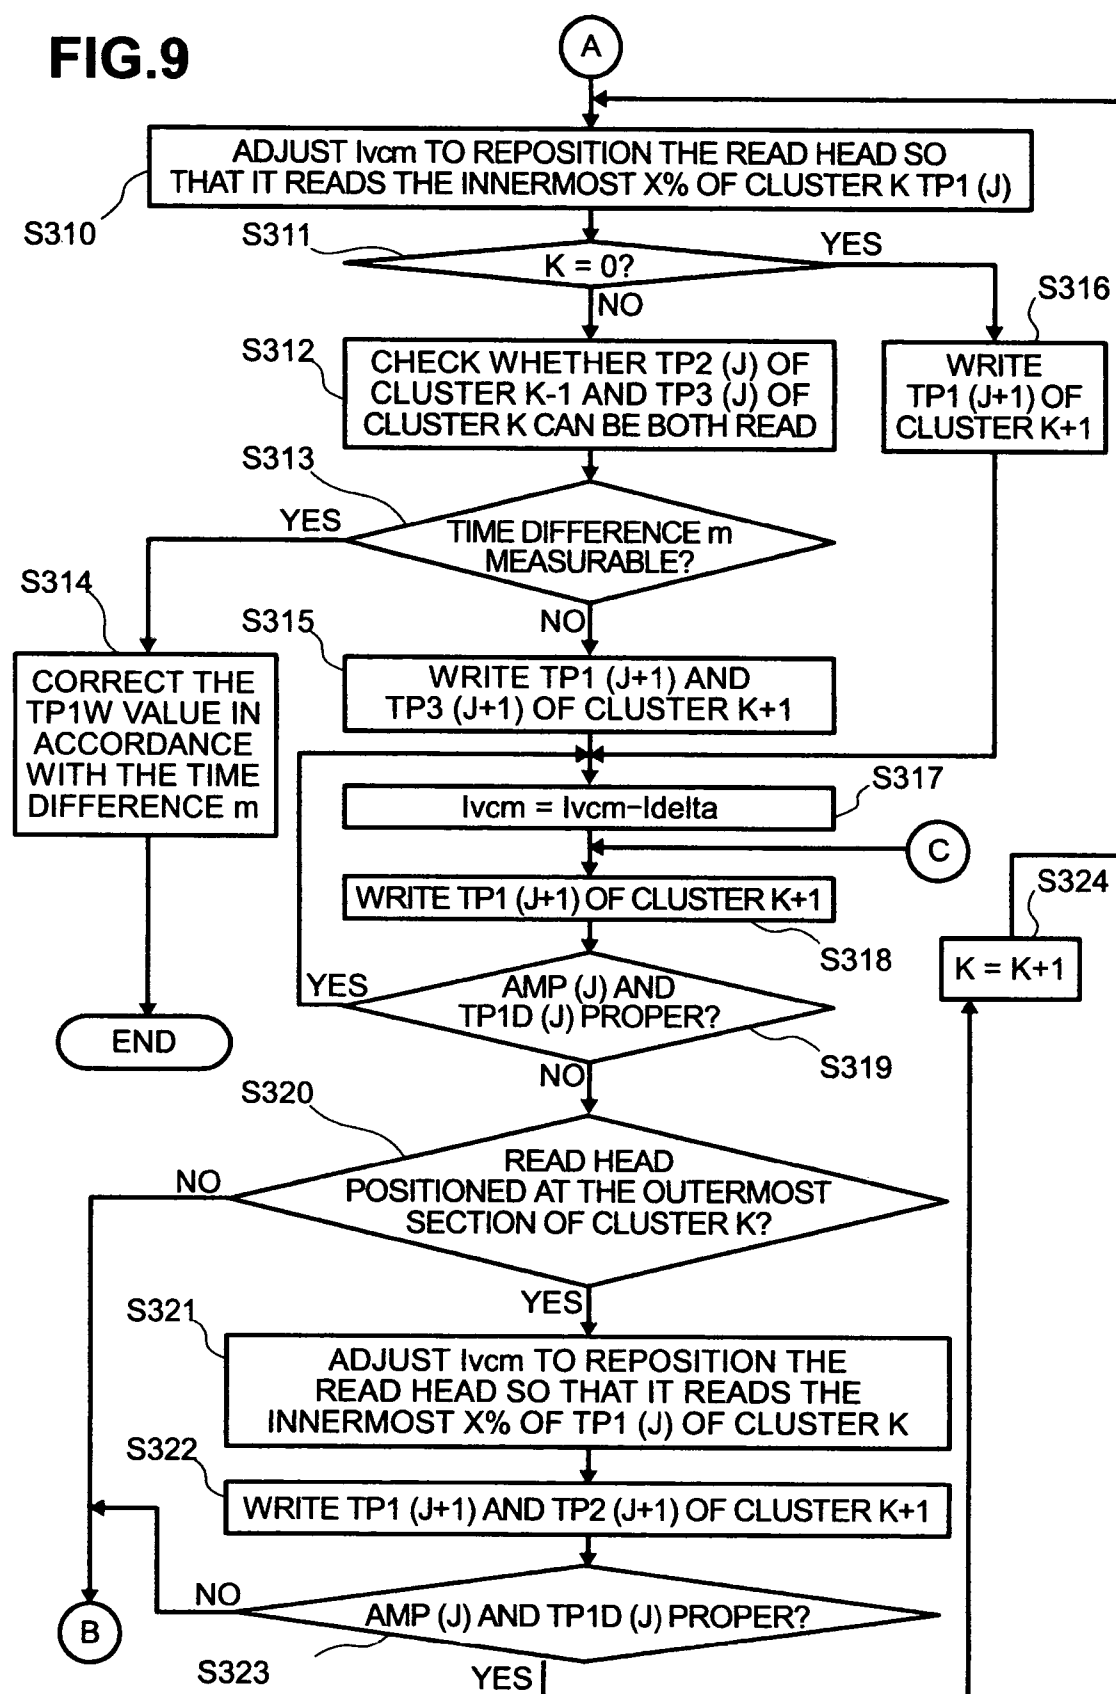 FIG.9
A
ADJUST Ivcm TO REPOSITION THE READ HEAD SO
THAT IT READS THE INNERMOST X% OF CLUSTER K TP1 (J)
S310
S311
K = 0?
YES
NO
S316
WRITE
TP1 (J+1) OF
CLUSTER K+1
S312
CHECK WHETHER TP2 (J) OF
CLUSTER K-1 AND TP3 (J) OF
CLUSTER K CAN BE BOTH READ
S313
YES
TIME DIFFERENCE m
MEASURABLE?
NO
S314
CORRECT THE
TP1W VALUE IN
ACCORDANCE
WITH THE TIME
DIFFERENCE m
END
S315
WRITE TP1 (J+1) AND
TP3 (J+1) OF CLUSTER K+1
S317
Ivcm = Ivcm−Idelta
C
WRITE TP1 (J+1) OF CLUSTER K+1
S318
S324
K = K+1
YES
AMP (J) AND
TP1D (J) PROPER?
S319
NO
S320
NO
READ HEAD
POSITIONED AT THE OUTERMOST
SECTION OF CLUSTER K?
YES
S321
ADJUST Ivcm TO REPOSITION THE
READ HEAD SO THAT IT READS THE
INNERMOST X% OF TP1 (J) OF CLUSTER K
S322
WRITE TP1 (J+1) AND TP2 (J+1) OF CLUSTER K+1
NO
AMP (J) AND TP1D (J) PROPER?
B
S323
YES